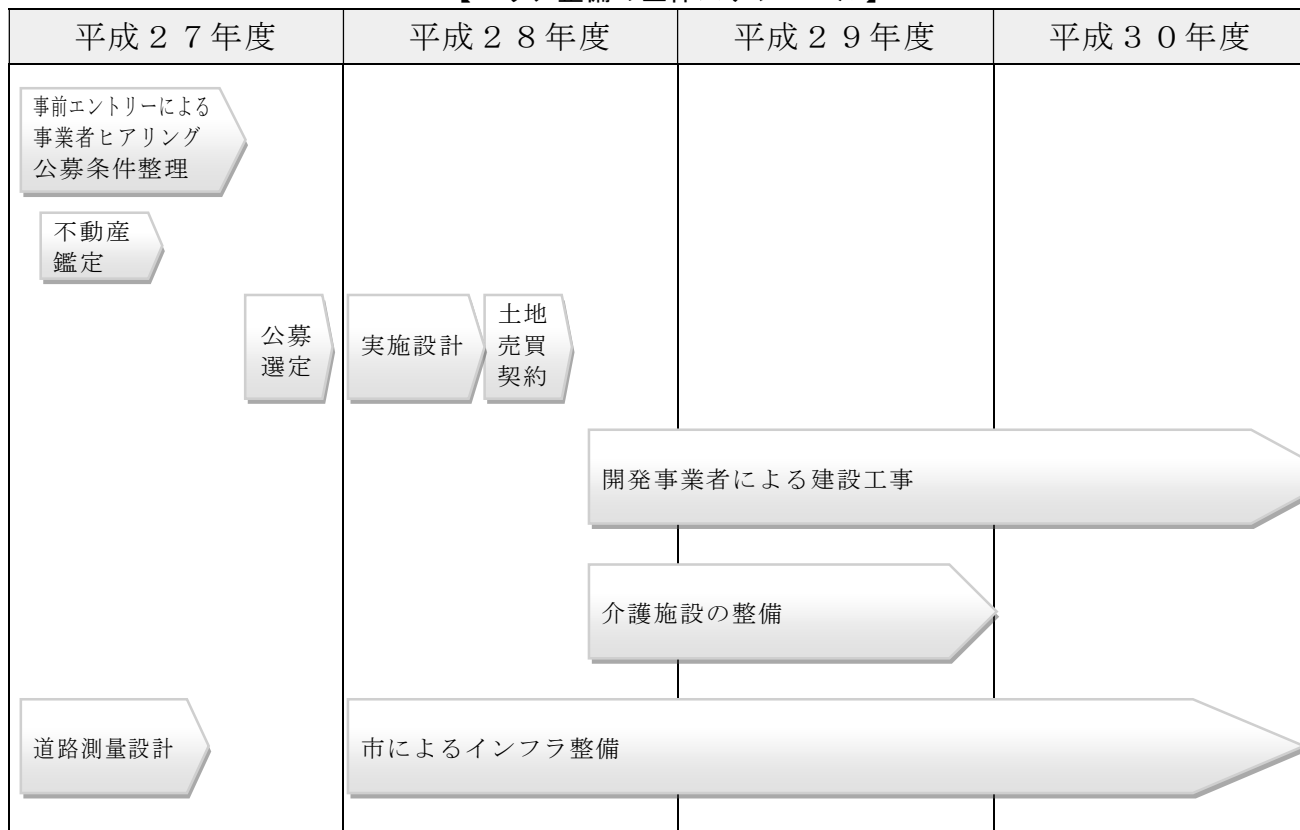 平成２７年度
平成２８年度
平成２９年度
平成３０年度
事前エントリーによる
事業者ヒアリング
公募条件整理
不動産
鑑定
公募
選定
実施設計
土地
売買
契約
開発事業者による建設工事
介護施設の整備
道路測量設計
市によるインフラ整備